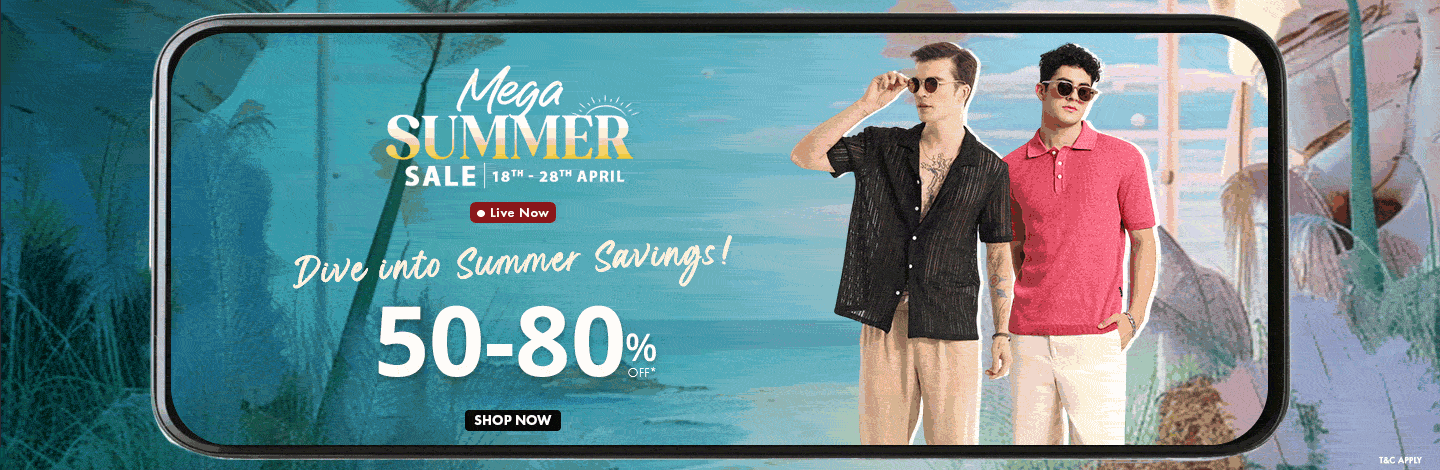 Mega
SUMMER
SALE | 18TH - 28TH APRIL
Live Now
Dive into Summer Savings!
50-80%
OFF*
SHOP NOW
T&C APPLY